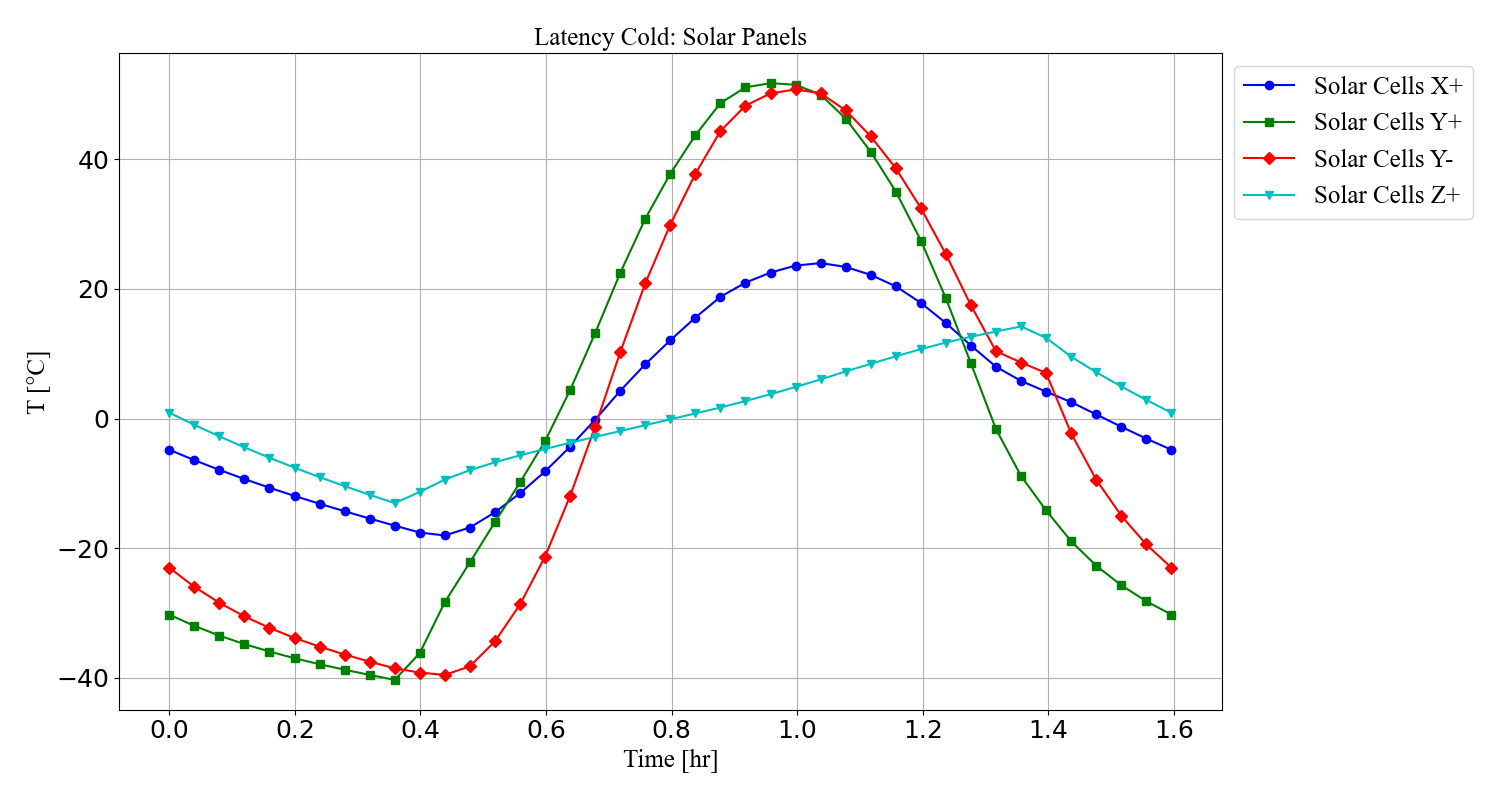 Latency Cold: Solar Panels
Solar Cells X+
Solar Cells Y+
Solar Cells Y-
Solar Cells Z+
T [°C]
40
20
0
−20
−40
0.0 0.2 0.4 0.6 0.8 1.0 1.2 1.4 1.6
Time [hr]